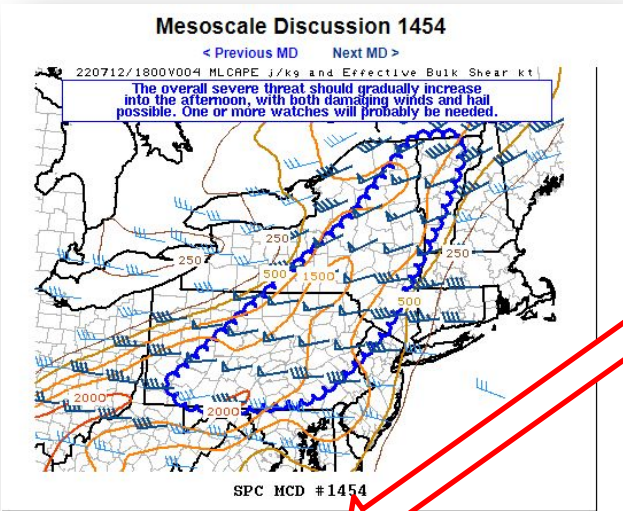 Mesoscale Discussion 1454
< Previous MD Next MD >
220712/1800V004 MLCAPE j/kg and Effective Bulk Shear kt
The overall severe threat should gradually increase
into the afternoon, with both damaging winds and hail
possible. One or more watches will probably be needed.
250
250
250
500
1500
500
2000
2000
SPC MCD #1454